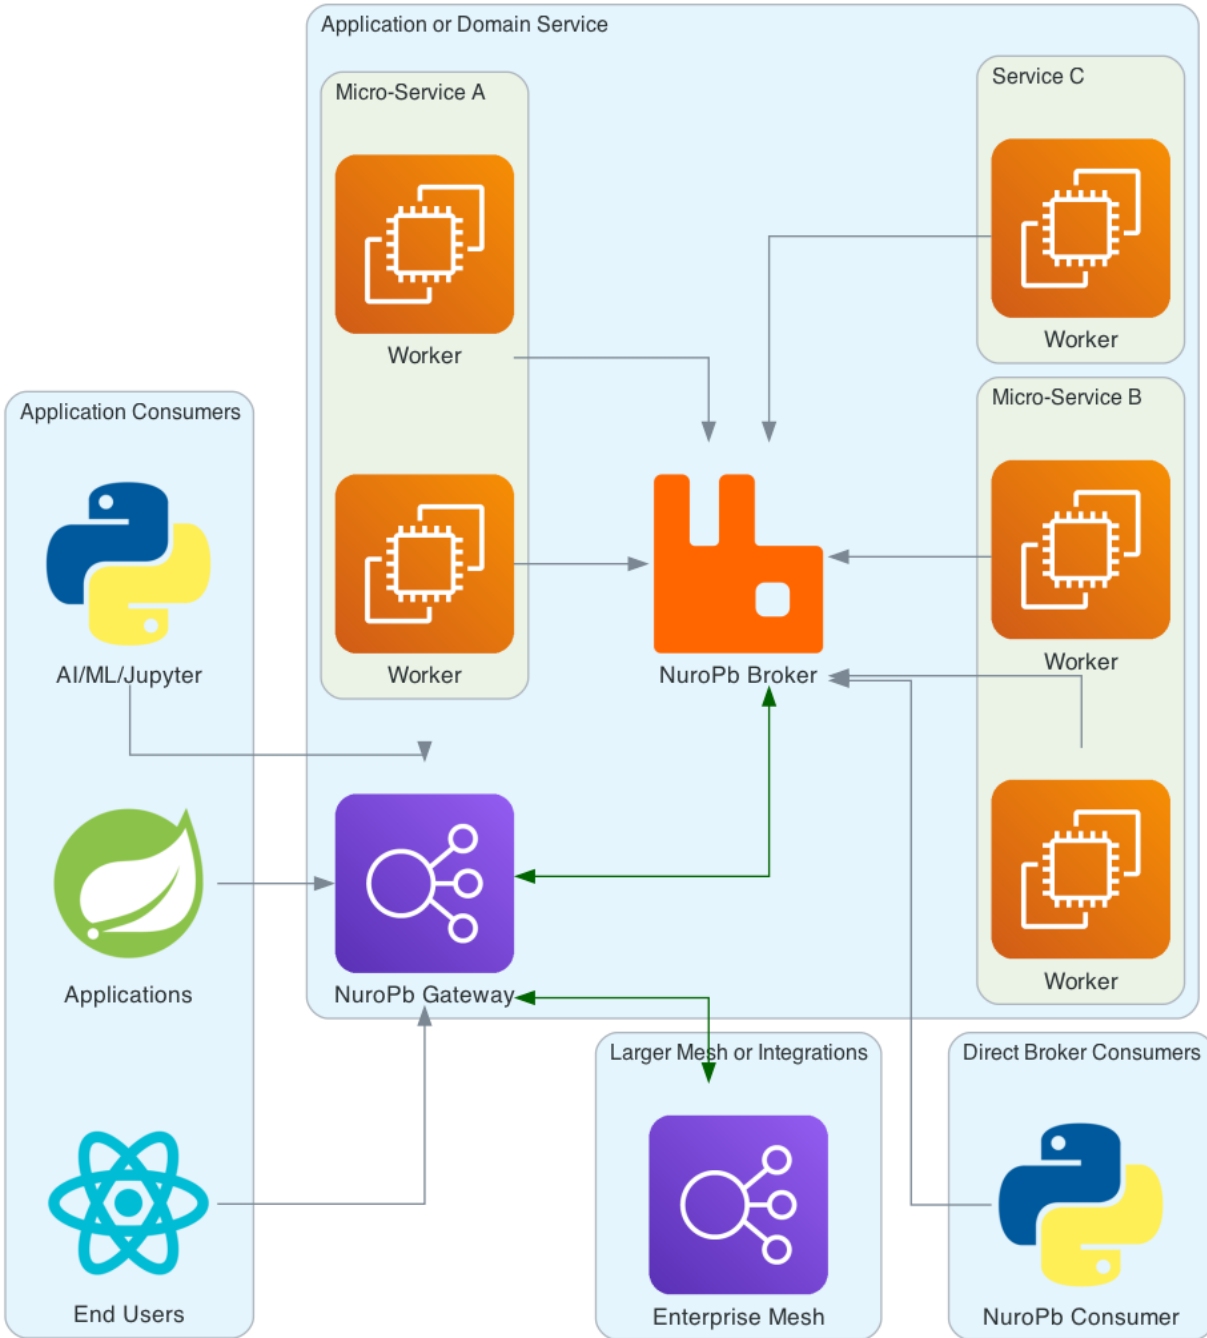 Application or Domain Service
Micro-Service A
Service C
Worker
Worker
Micro-Service B
Application Consumers
AI/ML/Jupyter
Worker
NuroPb Broker
Worker
Applications
NuroPb Gateway
Worker
Larger Mesh or Integrations
Direct Broker Consumers
End Users
Enterprise Mesh
NuroPb Consumer